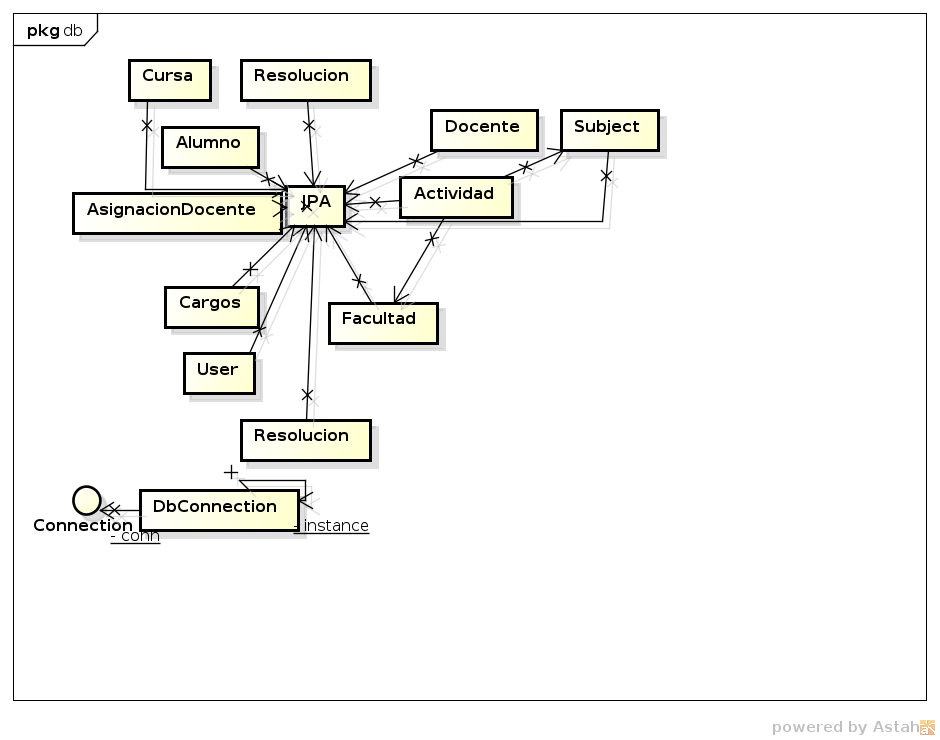 pkg db
Cursa
Resolucion
Docente
Subject
Alumno
Actividad
JPA
AsignacionDocente
Cargos
Facultad
User
Resolucion
DbConnection
Connection
- instance
- conn
powered by Astah